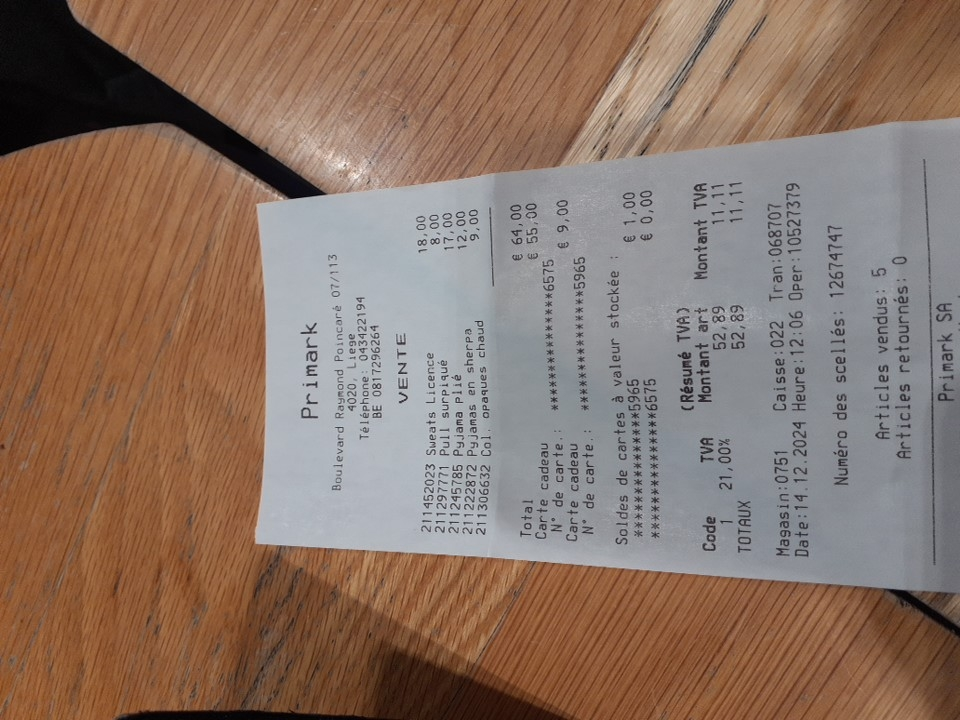 Primark
Boulevard Raymond Poincaré 07/113
4020, Liege
Téléphone: 043422194
BE 0817296264
VENTE
211452023 Sweats Licence 18,00
211297771 Pull surpiqué 8,00
211245785 Pyjama Plié 17,00
211222872 Pyjamas en sherpa 12,00
211306632 Col. opaques chaud 9,00
Total € 64,00
Carte cadeau € 55,00
N° de carte.: ***************6575
Carte cadeau € 9,00
N° de carte.: ***************5965
Soldes de cartes à valeur stockée :
***************5965 € 1,00
***************6575 € 0,00
(Résumé TVA)
Code TVA Montant art Montant TVA
1 21,00% 52,89 11,11
TOTAUX 52,89 11,11
Magasin:0751 Caisse:022 Tran:068707
Date:14.12.2024 Heure:12:06 Oper:10527379
Numéro des scellés: 12674747
Articles vendus: 5
Articles retournés: 0
Primark SA